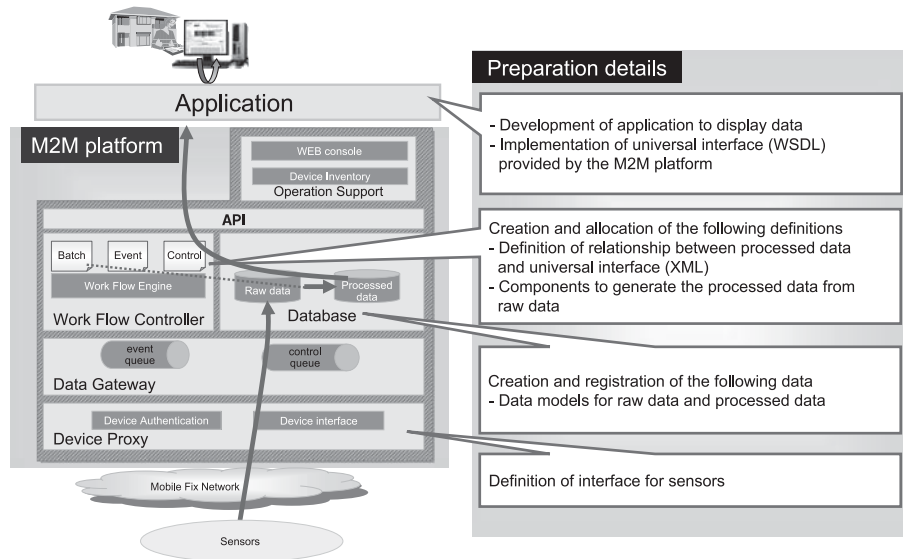 Application
M2M platform
WEB console
Device Inventory
Operation Support
API
Batch
Event
Control
Work Flow Engine
Work Flow Controller
Raw data
Processed
data
Database
event
queue
control
queue
Data Gateway
Device Authentication
Device interface
Device Proxy
Mobile Fix Network
Sensors
Preparation details
- Development of application to display data
- Implementation of universal interface (WSDL)
provided by the M2M platform
Creation and allocation of the following definitions
- Definition of relationship between processed data
and universal interface (XML)
- Components to generate the processed data from
raw data
Creation and registration of the following data
- Data models for raw data and processed data
Definition of interface for sensors